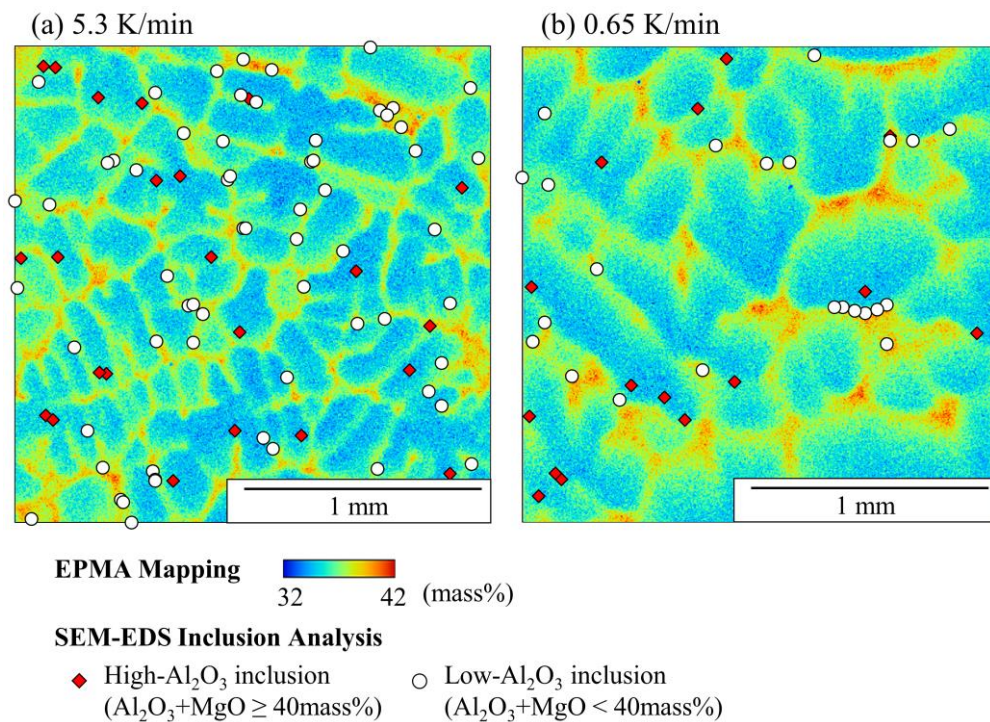 (a) 5.3 K/min
(b) 0.65 K/min
1 mm
1 mm
EPMA Mapping
32 42 (mass%)
SEM-EDS Inclusion Analysis
High-Al₂O₃ inclusion
(Al₂O₃+MgO ≥ 40mass%)
Low-Al₂O₃ inclusion
(Al₂O₃+MgO < 40mass%)